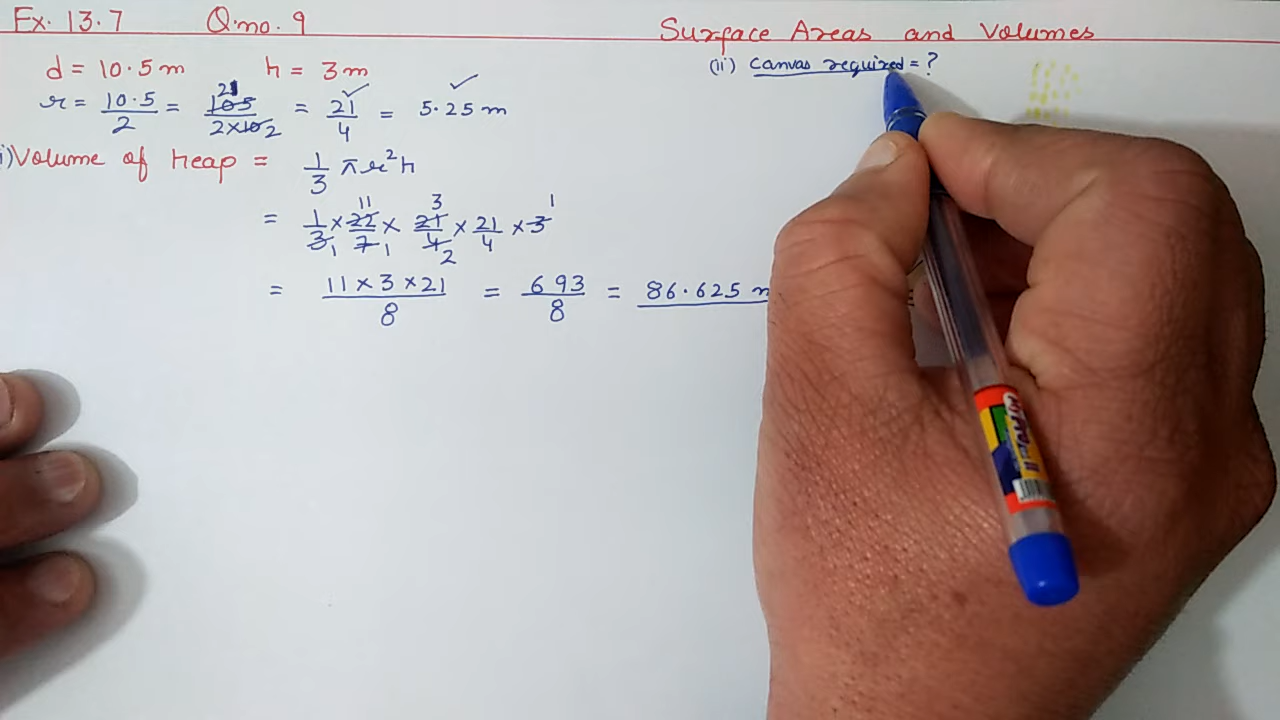 Ex. 13.7 Q.no. 9 Surface Areas and Volumes
d = 10.5 m h = 3 m
r = 10.5/2 = 105/2×10 = 21/4 = 5.25 m
i) Volume of heap = 1/3 πr²h
= 1/3 × 22/7 × 21/4 × 21/4 × 3
= 11 × 3 × 21/8 = 693/8 = 86.625
(ii) Canvas required = ?